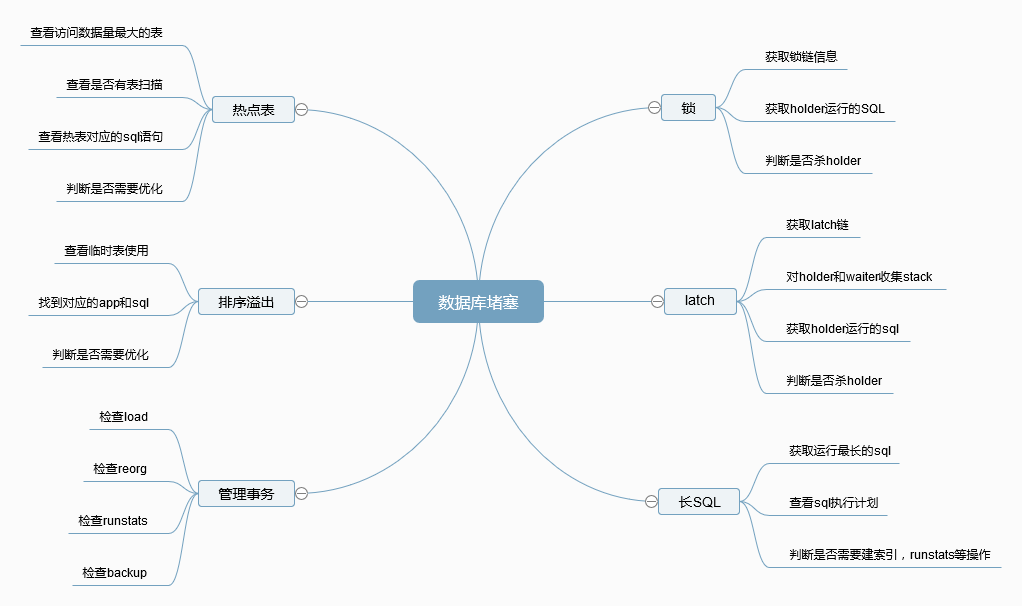 数据库堵塞
热点表
查看访问数据量最大的表
查看是否有表扫描
查看热表对应的sql语句
判断是否需要优化
排序溢出
查看临时表使用
找到对应的app和sql
判断是否需要优化
管理事务
检查load
检查reorg
检查runstats
检查backup
锁
获取锁链信息
获取holder运行的SQL
判断是否杀holder
latch
获取latch链
对holder和waiter收集stack
获取holder运行的sql
判断是否杀holder
长SQL
获取运行最长的sql
查看sql执行计划
判断是否需要建索引，runstats等操作